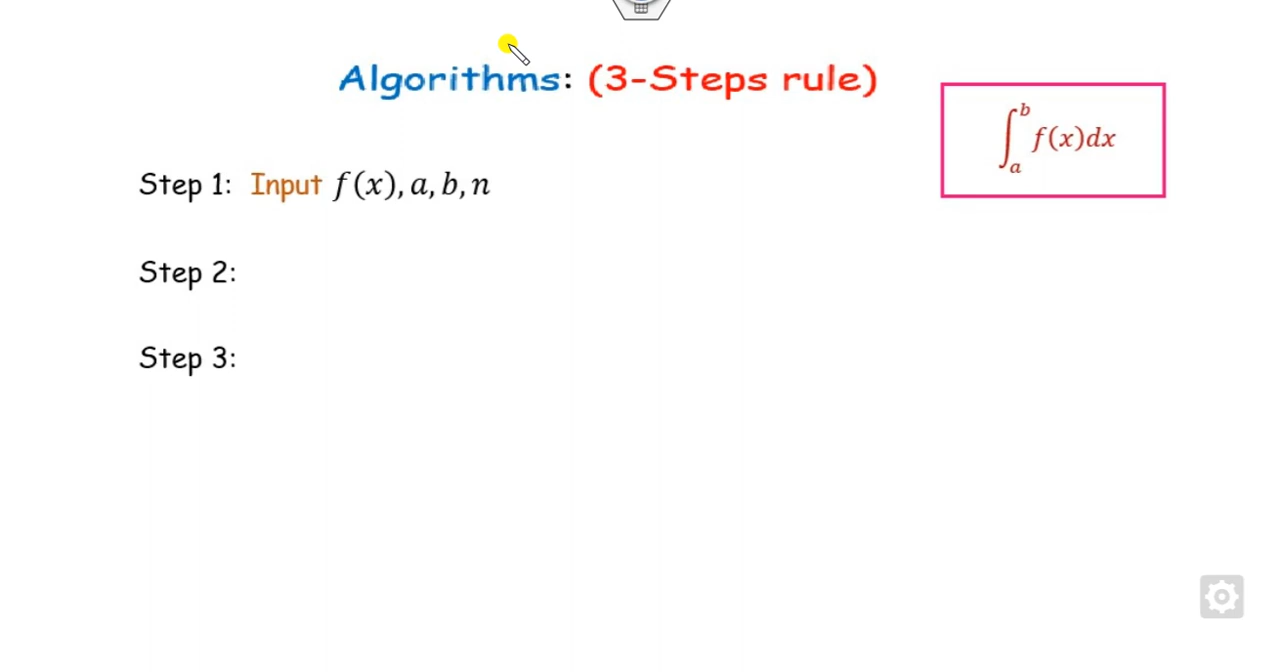 Algorithms: (3-Steps rule)
∫_a^b f(x)dx
Step 1: Input f(x), a, b, n
Step 2:
Step 3: